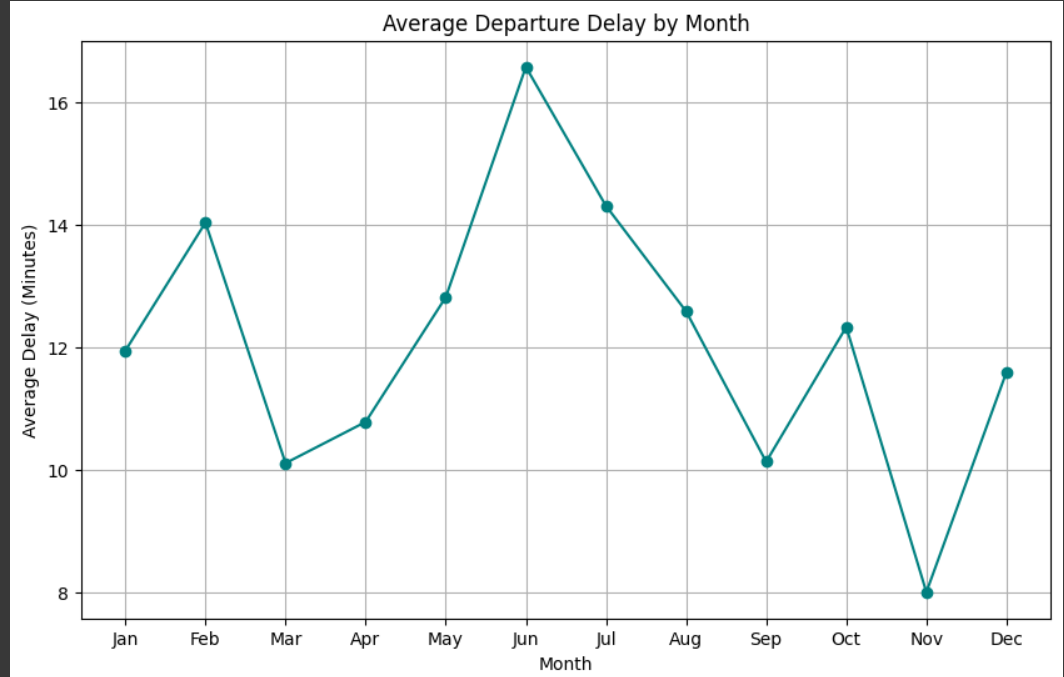 Average Departure Delay by Month
Average Delay (Minutes)
16
14
12
10
8
Jan Feb Mar Apr May Jun Jul Aug Sep Oct Nov Dec
Month